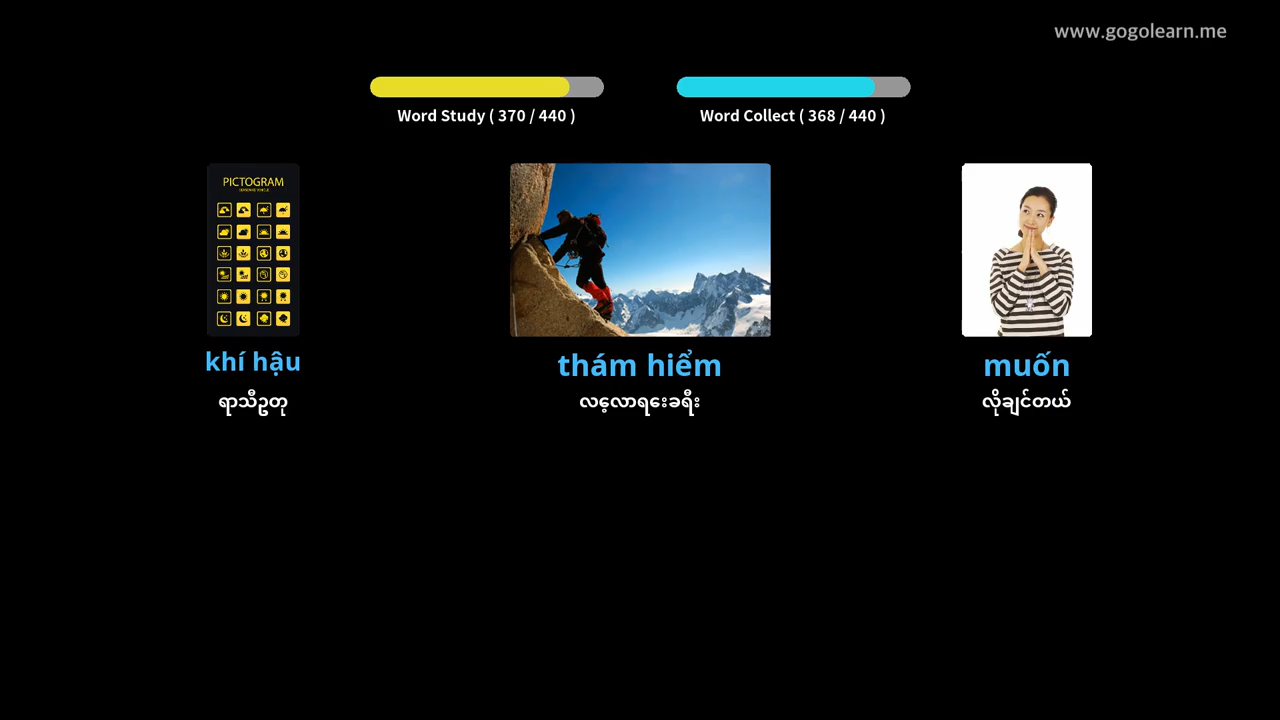 www.gogolearn.me
Word Study ( 370 / 440 )
Word Collect ( 368 / 440 )
PICTOGRAM
khí hậu
ရာသီဥတု
thám hiểm
လေ့လာရေးခရီး
muốn
လိုချင်တယ်